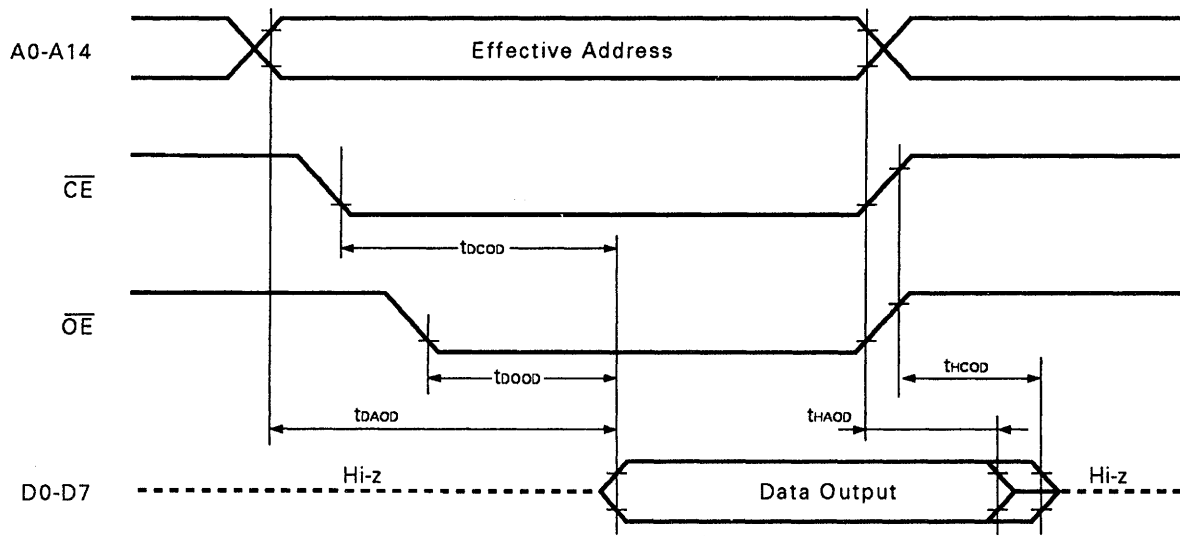 A0-A14
Effective Address
CE
tDCOD
OE
tDOOD
tHCOD
tDAOD
tHAOD
D0-D7
Hi-z
Data Output
Hi-z